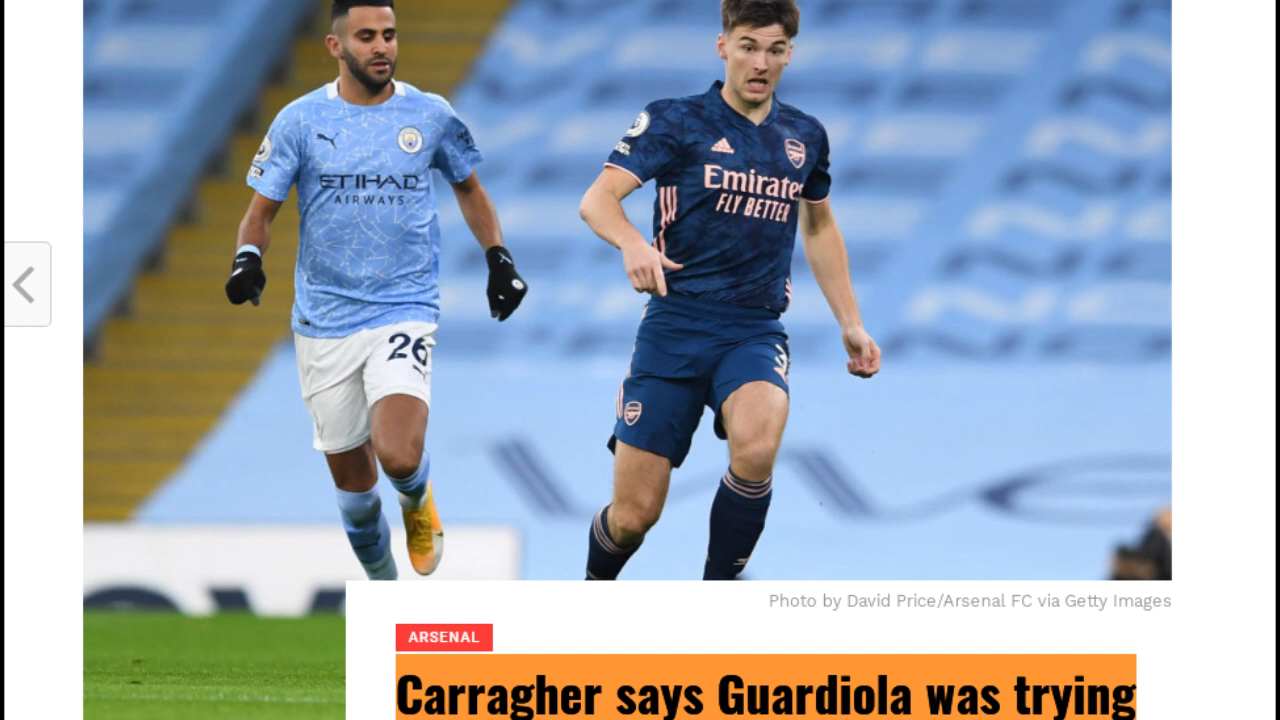 ETIHAD
AIRWAYS
Emirates
FLY BETTER
26
3
Photo by David Price/Arsenal FC via Getty Images
ARSENAL
Carragher says Guardiola was trying